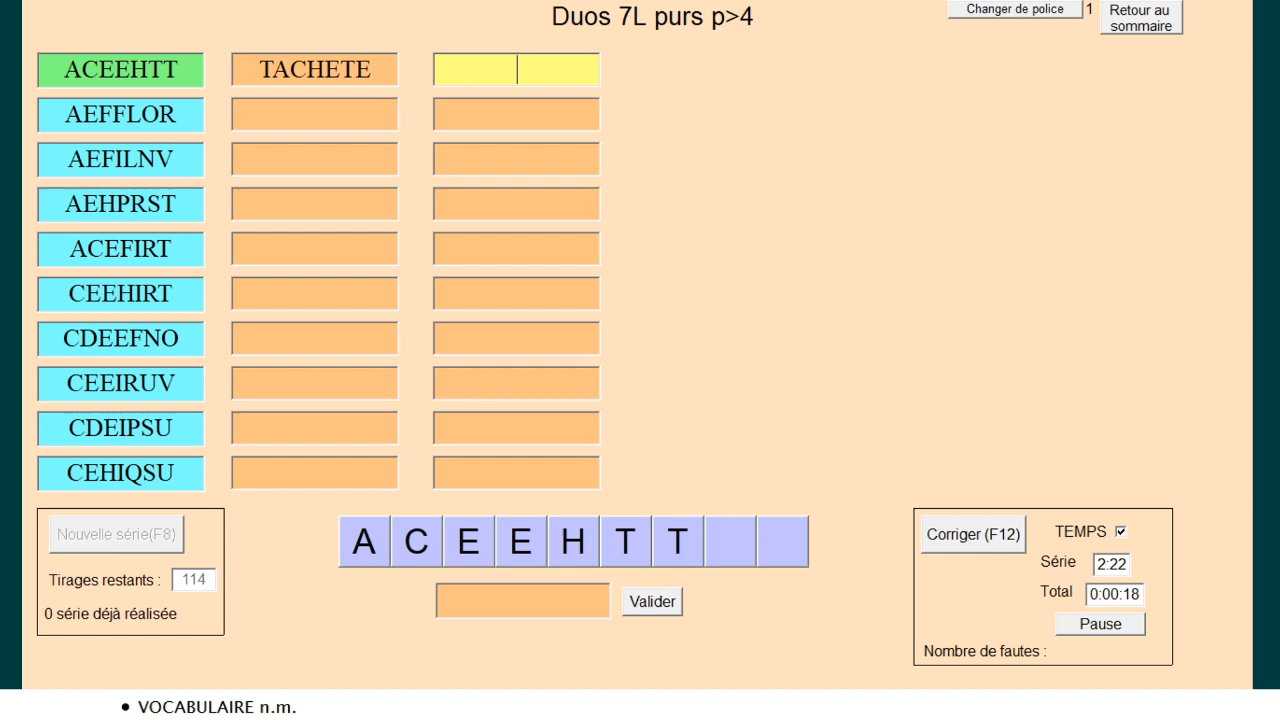 Duos 7L purs p>4
Changer de police
1
Retour au
sommaire
ACEEHTT
TACHETE
AEFFLOR
AEFILNV
AEHPRST
ACEFIRT
CEEHIRT
CDEEFNO
CEEIRUV
CDEIPSU
CEHIQSU
Nouvelle série(F8)
Tirages restants : 114
0 série déjà réalisée
A C E E H T T
Valider
Corriger (F12)
TEMPS
Série 2:22
Total 0:00:18
Pause
Nombre de fautes :
• VOCABULAIRE n.m.